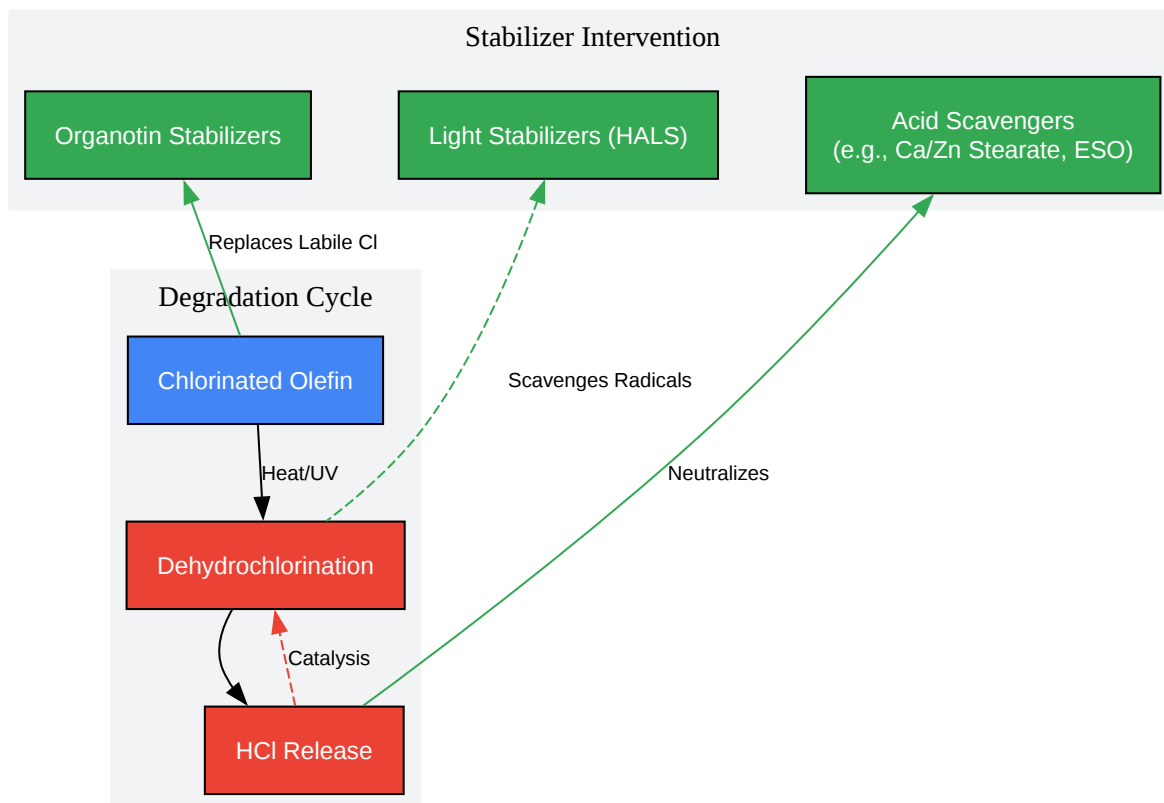 Stabilizer Intervention
Organotin Stabilizers
Light Stabilizers (HALS)
Acid Scavengers
(e.g., Ca/Zn Stearate, ESO)
Replaces Labile Cl
Degradation Cycle
Chlorinated Olefin
Scavenges Radicals
Heat/UV
Neutralizes
Dehydrochlorination
Catalysis
HCl Release